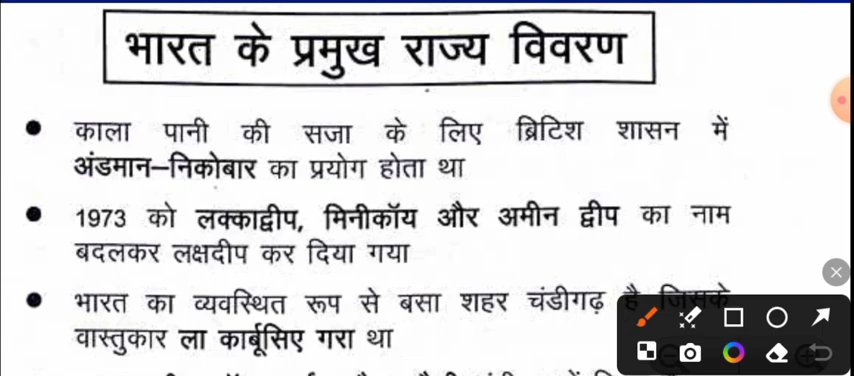 भारत के प्रमुख राज्य विवरण
काला पानी की सजा के लिए ब्रिटिश शासन में
अंडमान–निकोबार का प्रयोग होता था
1973 को लक्काद्वीप, मिनीकॉय और अमीन द्वीप का नाम
बदलकर लक्षदीप कर दिया गया
भारत का व्यवस्थित रूप से बसा शहर चंडीगढ़ है जिसके
वास्तुकार ला कार्बूसिए गरा था